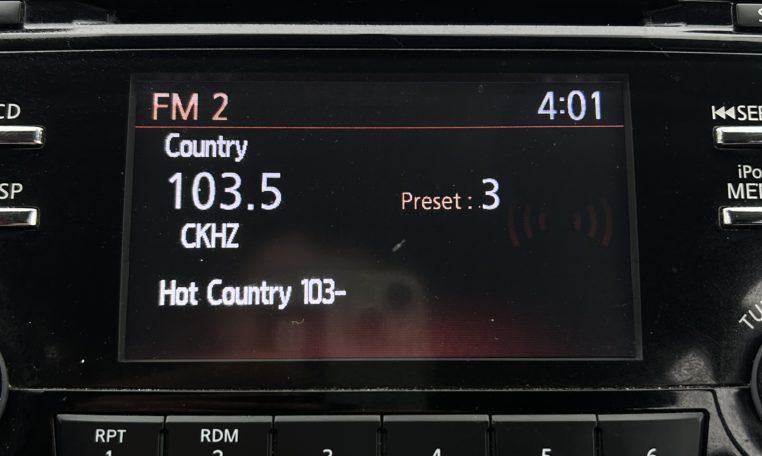 CD
FM 2 4:01
SEE
Country
103.5
Preset : 3
iPo
SP
ME
CKHZ
Hot Country 103-
TU
RPT RDM
1 2 3 4 5 6